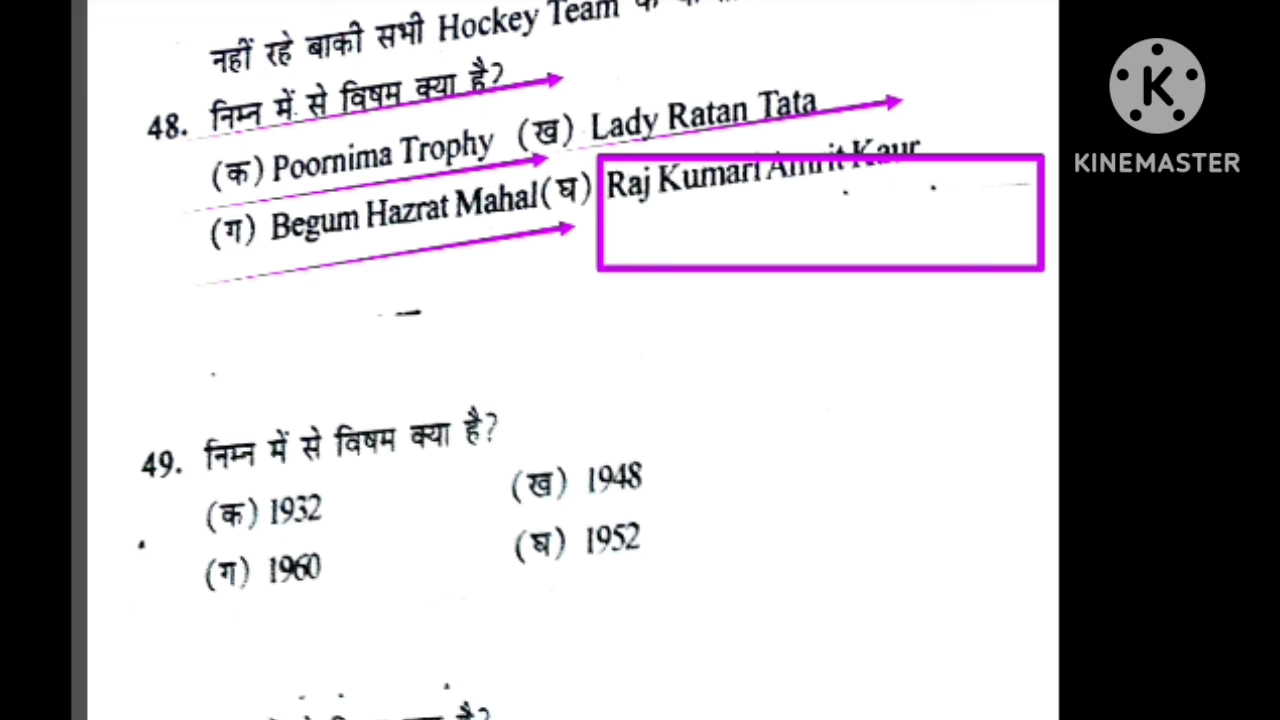 नहीं रहे बाकी सभी Hockey Team के
48. निम्न में से विषम क्या है?
(क) Poornima Trophy (ख) Lady Ratan Tata
(ग) Begum Hazrat Mahal (घ) Raj Kumari Amrit Kaur
49. निम्न में से विषम क्या है?
(क) 1932 (ख) 1948
(ग) 1960 (घ) 1952
क्या है?
K
KINEMASTER